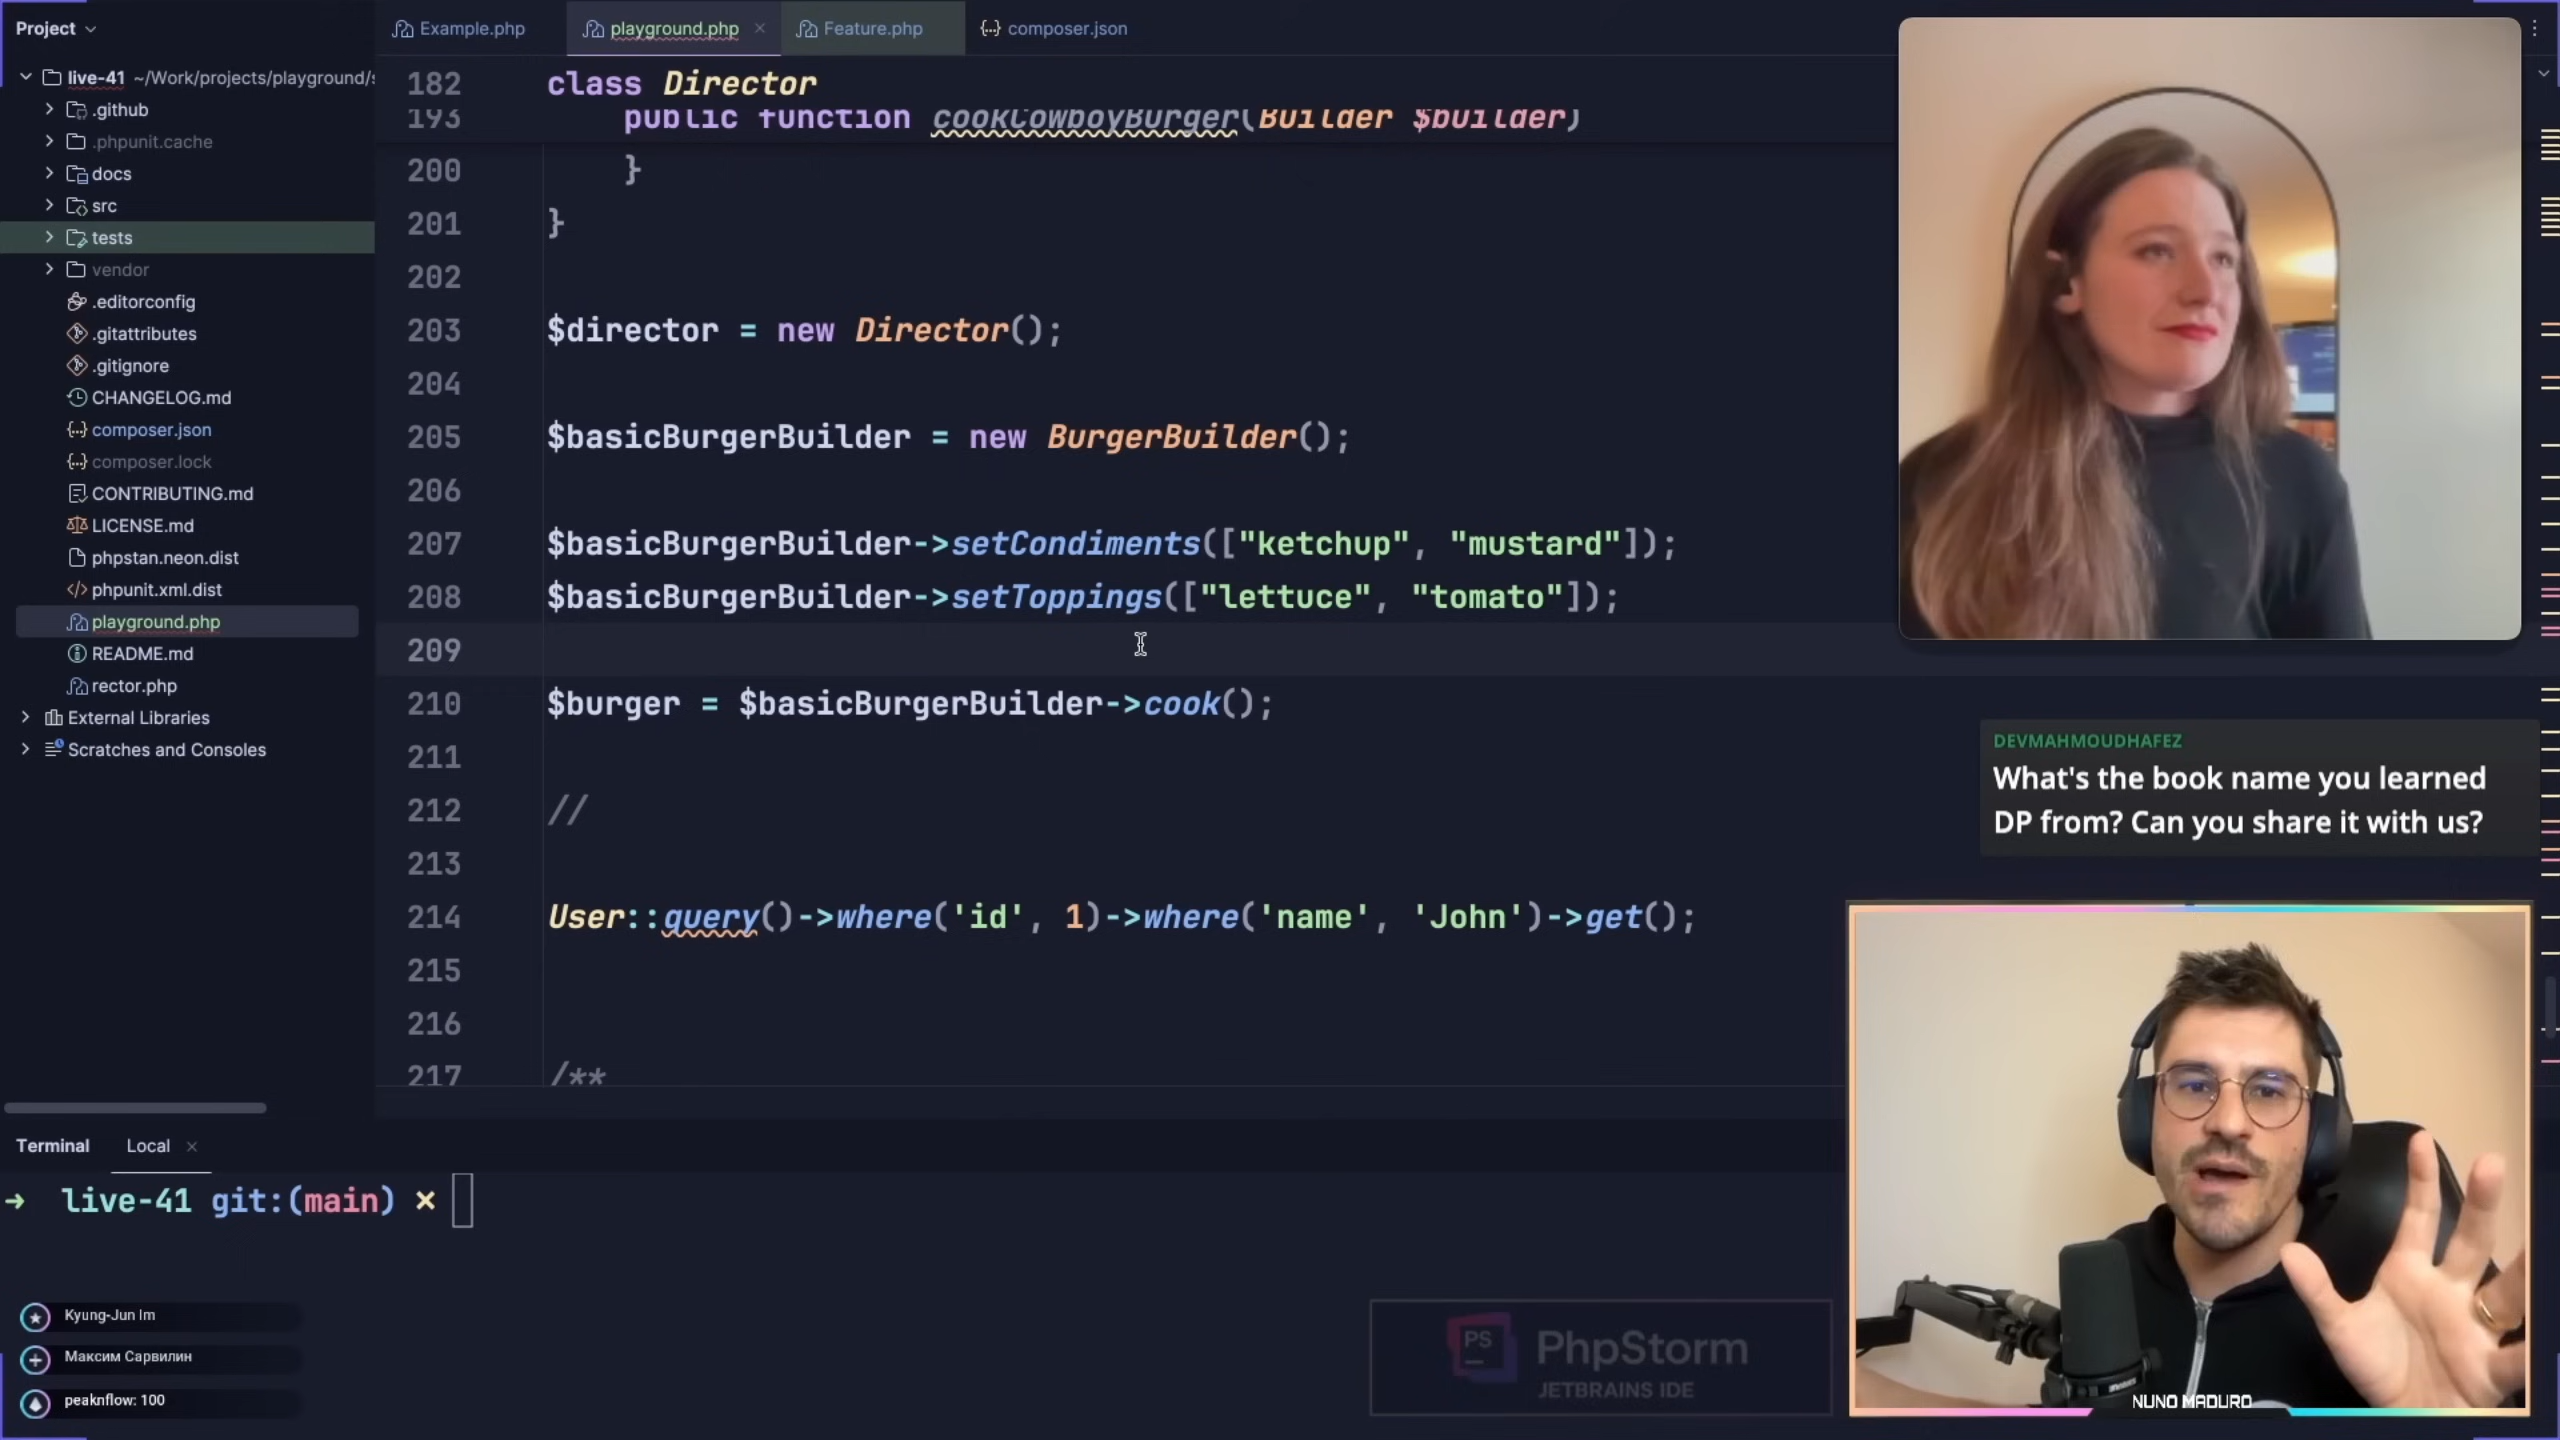 Project
Example.php
playground.php
Feature.php
composer.json
live-41 ~/Work/projects/playground/s
.github
.phpunit.cache
docs
src
tests
vendor
.editorconfig
.gitattributes
.gitignore
CHANGELOG.md
composer.json
composer.lock
CONTRIBUTING.md
LICENSE.md
phpstan.neon.dist
phpunit.xml.dist
playground.php
README.md
rector.php
External Libraries
Scratches and Consoles
182 class Director
193 public function cookCowboyBurger(Builder $builder)
200 }
201 }
202
203 $director = new Director();
204
205 $basicBurgerBuilder = new BurgerBuilder();
206
207 $basicBurgerBuilder->setCondiments(["ketchup", "mustard"]);
208 $basicBurgerBuilder->setToppings(["lettuce", "tomato"]);
209
210 $burger = $basicBurgerBuilder->cook();
211
212 //
213
214 User::query()->where('id', 1)->where('name', 'John')->get();
215
216
217 /**
DEVMAHMOUDHAFEZ
What's the book name you learned
DP from? Can you share it with us?
Terminal Local
→ live-41 git:(main) ×
Kyung-Jun Im
Максим Сарвилин
peaknflow: 100
PS
PhpStorm
JETBRAINS IDE
NUNO MADURO